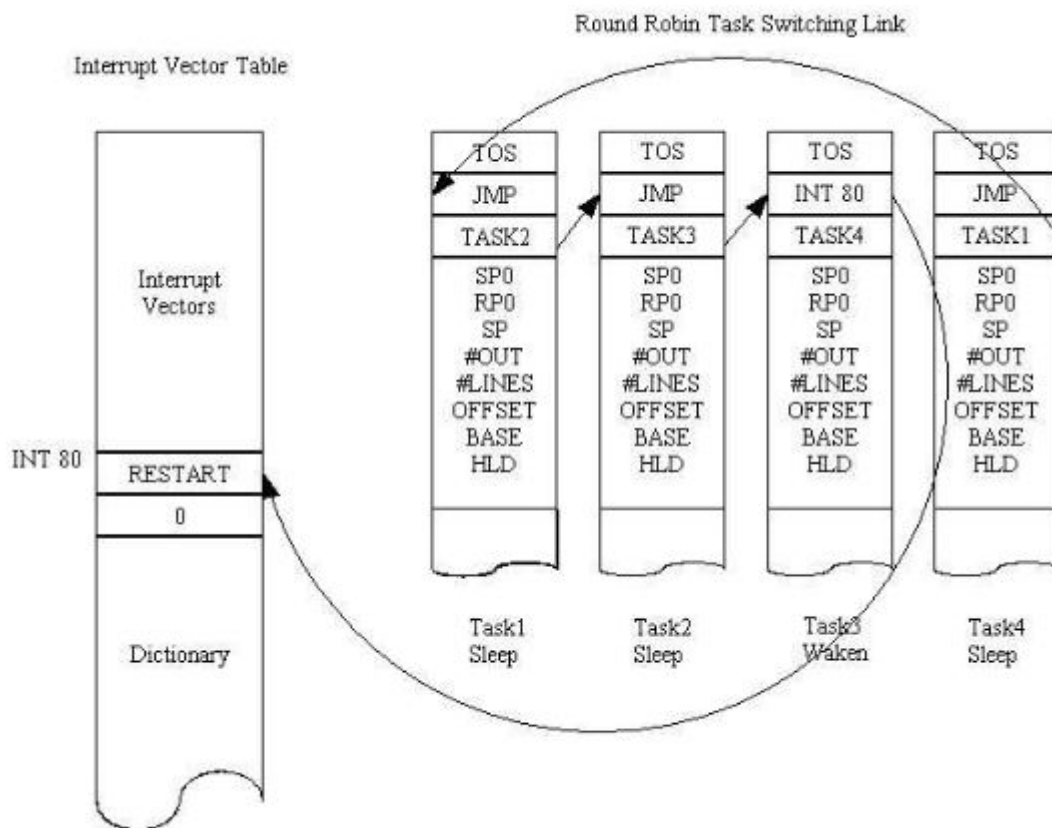 Round Robin Task Switching Link
Interrupt Vector Table
Interrupt
Vectors
INT 80
RESTART
0
Dictionary
TOS
JMP
TASK2
SP0
RP0
SP
#OUT
#LINES
OFFSET
BASE
HLD
Task1
Sleep
TOS
JMP
TASK3
SP0
RP0
SP
#OUT
#LINES
OFFSET
BASE
HLD
Task2
Sleep
TOS
INT 80
TASK4
SP0
RP0
SP
#OUT
#LINES
OFFSET
BASE
HLD
Task3
Waken
TOS
JMP
TASK1
SP0
RP0
SP
#OUT
#LINES
OFFSET
BASE
HLD
Task4
Sleep